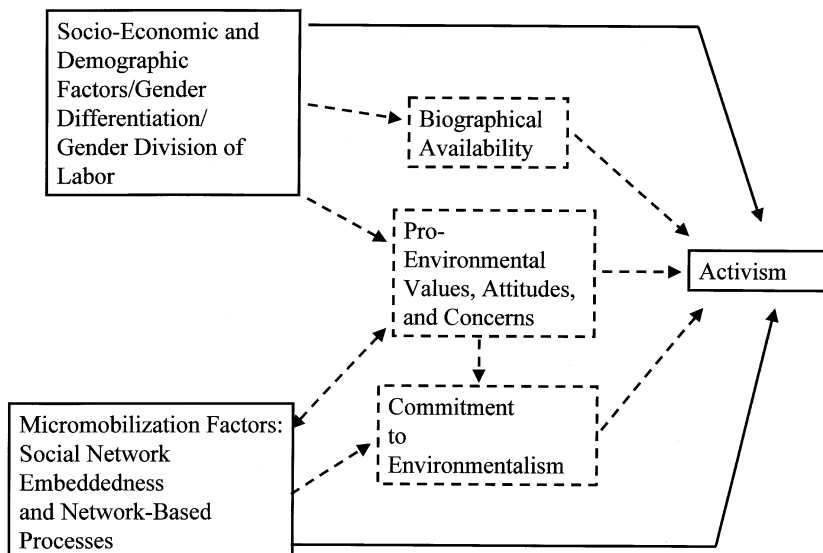 Socio-Economic and
Demographic
Factors/Gender
Differentiation/
Gender Division of
Labor
Biographical
Availability
Pro-
Environmental
Values, Attitudes,
and Concerns
Activism
Micromobilization Factors:
Social Network
Embeddedness
and Network-Based
Processes
Commitment
to
Environmentalism